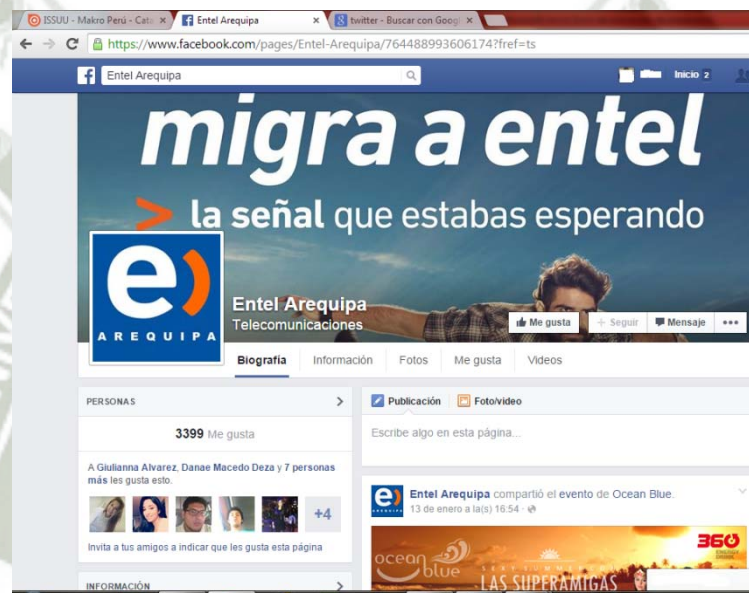 ISSUU - Makro Perú - Cata
Entel Arequipa
twitter - Buscar con Googl
https://www.facebook.com/pages/Entel-Arequipa/764488993606174?fref=ts
Entel Arequipa
Inicio 2
migra a entel
> la señal que estabas esperando
e)
AREQUIPA
Entel Arequipa
Telecomunicaciones
Me gusta
+ Seguir
Mensaje
Biografía
Información
Fotos
Me gusta
Videos
PERSONAS
3399 Me gusta
A Giulianna Alvarez, Danae Macedo Deza y 7 personas
más les gusta esto.
+4
Invita a tus amigos a indicar que les gusta esta página
INFORMACIÓN
Publicación
Foto/video
Escribe algo en esta página...
Entel Arequipa compartió el evento de Ocean Blue.
13 de enero a la(s) 16:54
ocean
blue
360
ENERGY
DRINK
LAS SUPERAMIGAS